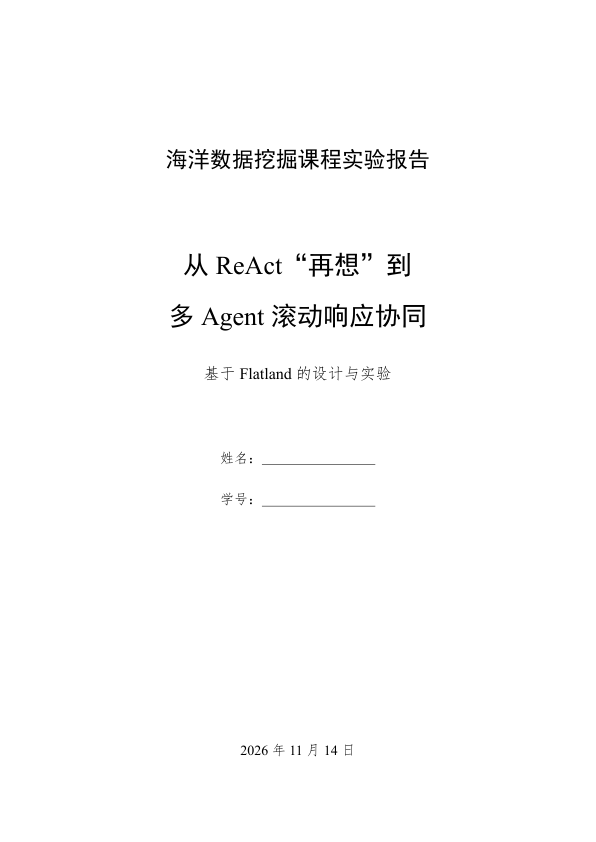 海洋数据挖掘课程实验报告
从 ReAct “再想” 到
多 Agent 滚动响应协同
基于 Flatland 的设计与实验
姓名：________________
学号：________________
2026 年 11 月 14 日